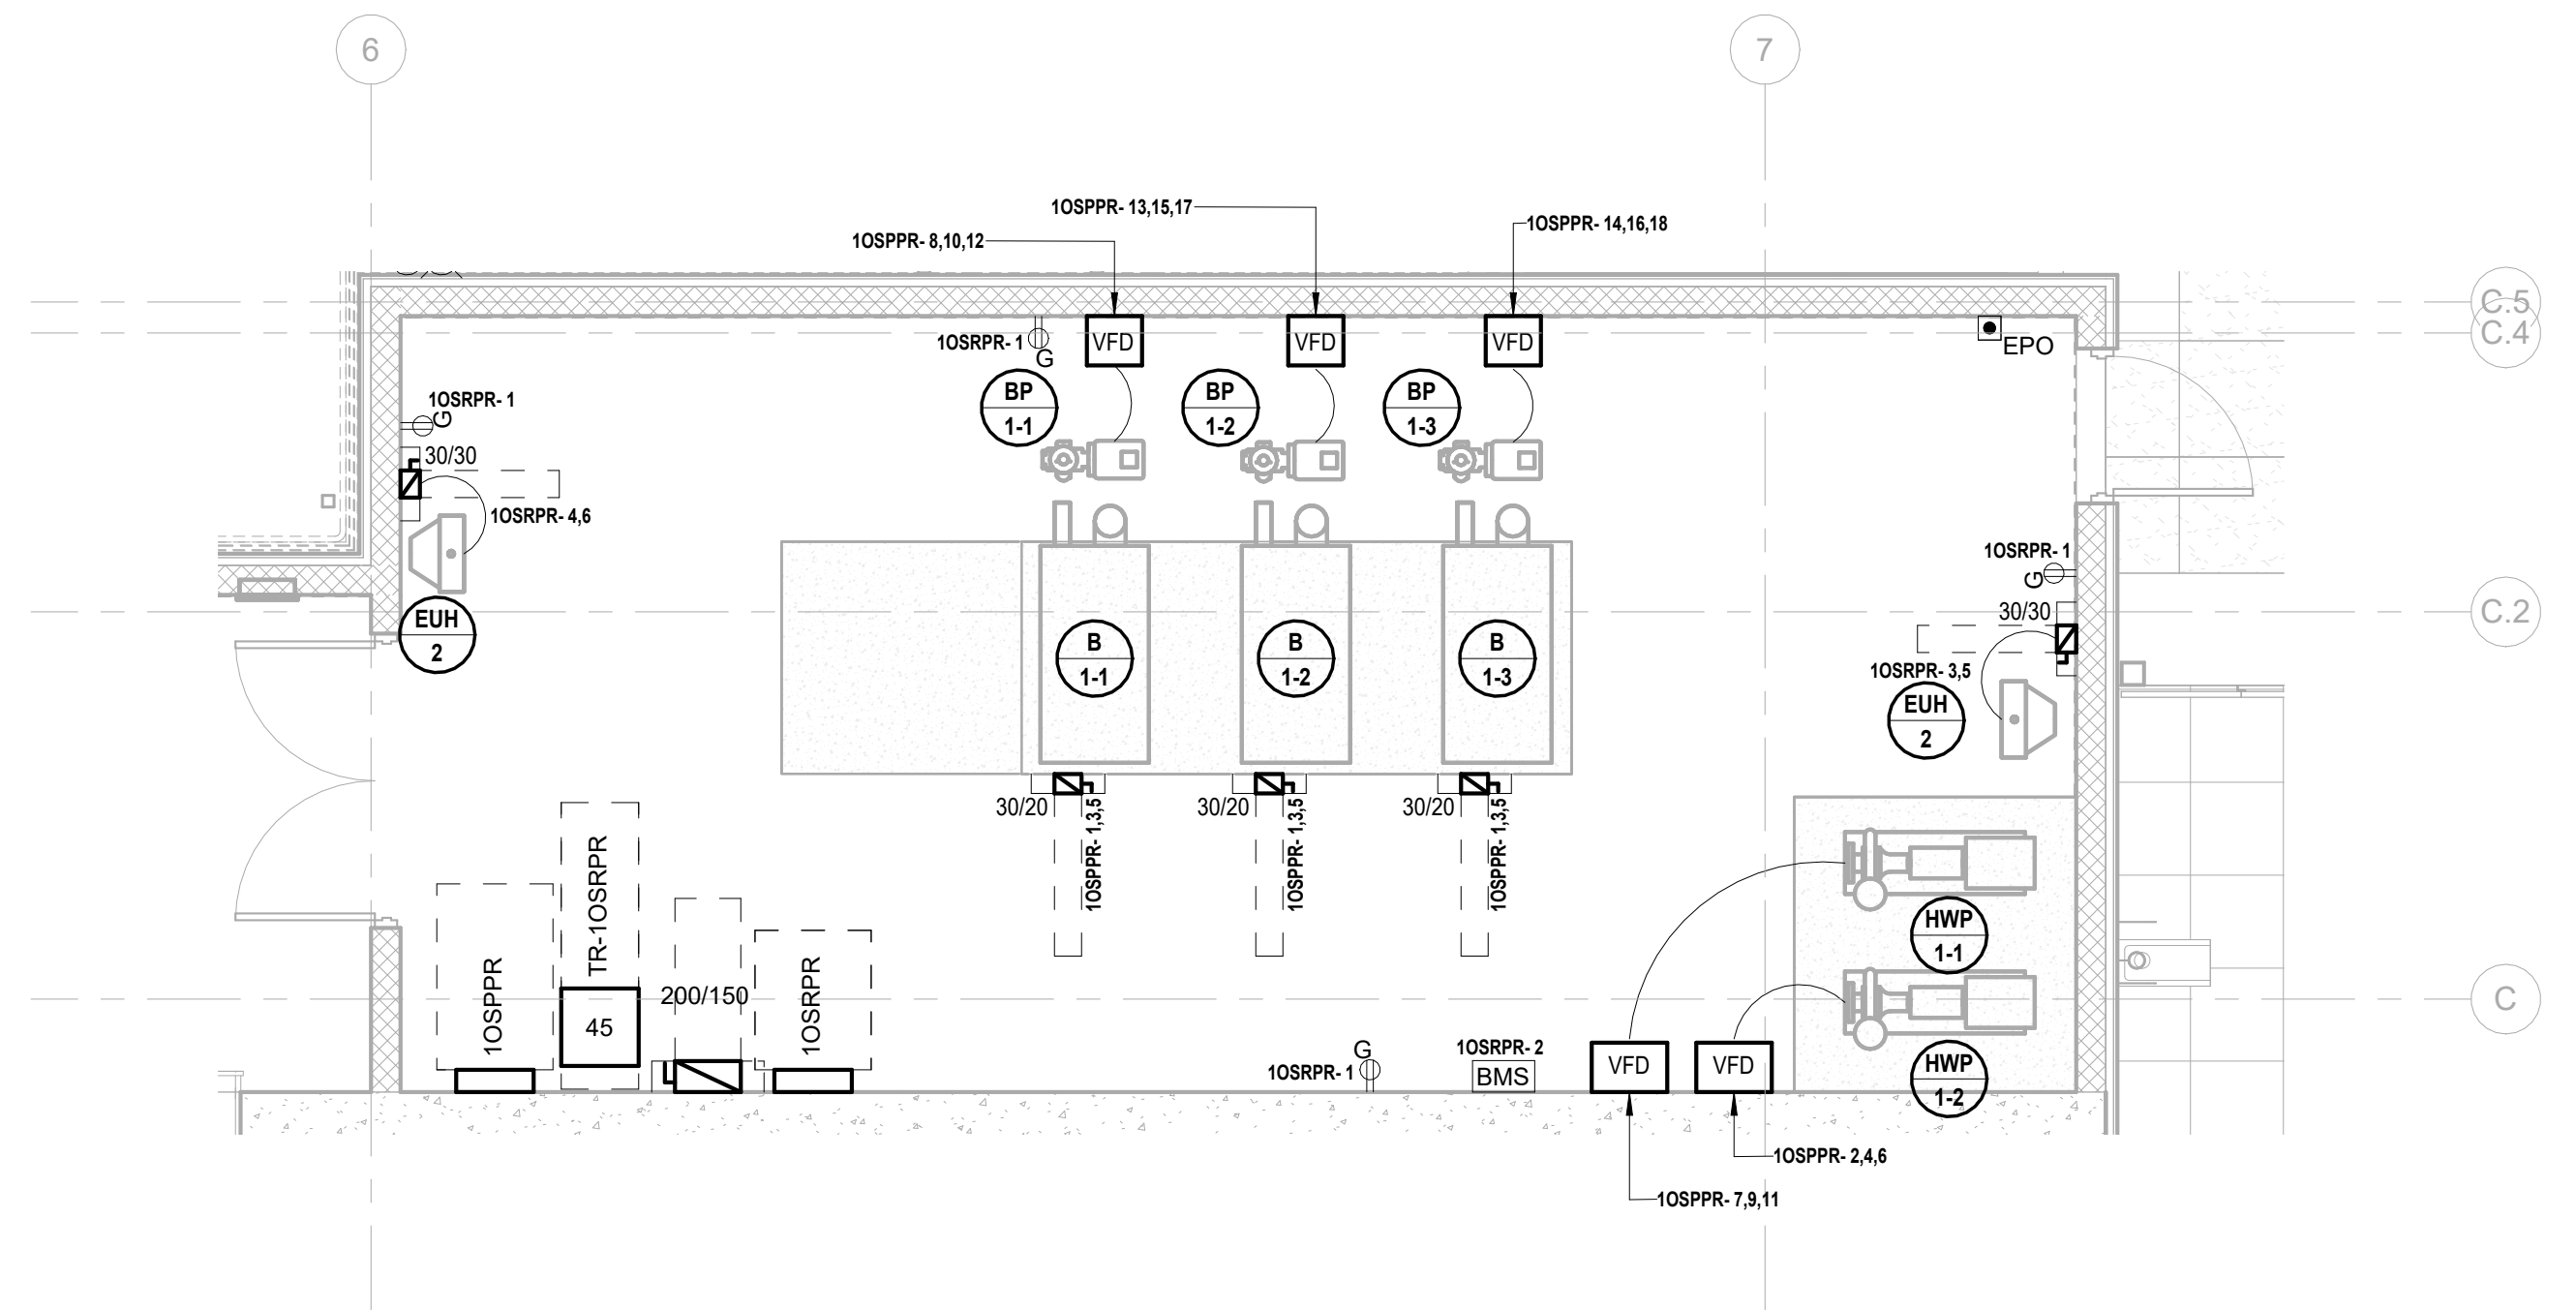 6
7
1OSPPR- 13,15,17
1OSPPR- 14,16,18
1OSPPR- 8,10,12
C.5
C.4
1OSRPR- 1
G
VFD
VFD
VFD
EPO
BP
1-1
BP
1-2
BP
1-3
1OSRPR- 1
G
30/30
1OSRPR- 4,6
1OSRPR- 1
G
30/30
EUH
2
C.2
B
1-1
B
1-2
B
1-3
1OSRPR- 3,5
EUH
2
30/20
1OSPPR- 1,3,5
30/20
1OSPPR- 1,3,5
30/20
1OSPPR- 1,3,5
1OSPPR
TR-1OSRPR
45
200/150
1OSRPR
HWP
1-1
C
1OSRPR- 1
G
1OSRPR- 2
BMS
VFD
VFD
HWP
1-2
1OSPPR- 2,4,6
1OSPPR- 7,9,11